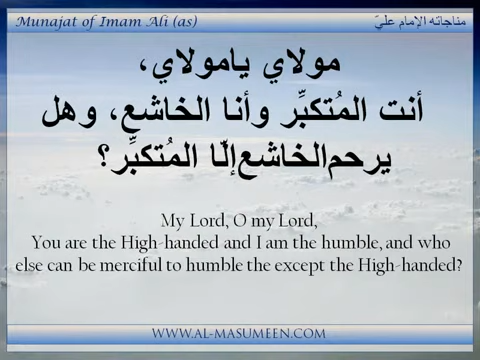 Munajat of Imam Ali (as)
مناجاته الإمام عليّ
مولاي يامولاي،
أنت المُتكبِّر وأنا الخاشع، وهل
يرحم الخاشع إلّا المُتكبِّر؟
My Lord, O my Lord,
You are the High-handed and I am the humble, and who
else can be merciful to humble the except the High-handed?
WWW.AL-MASUMEEN.COM